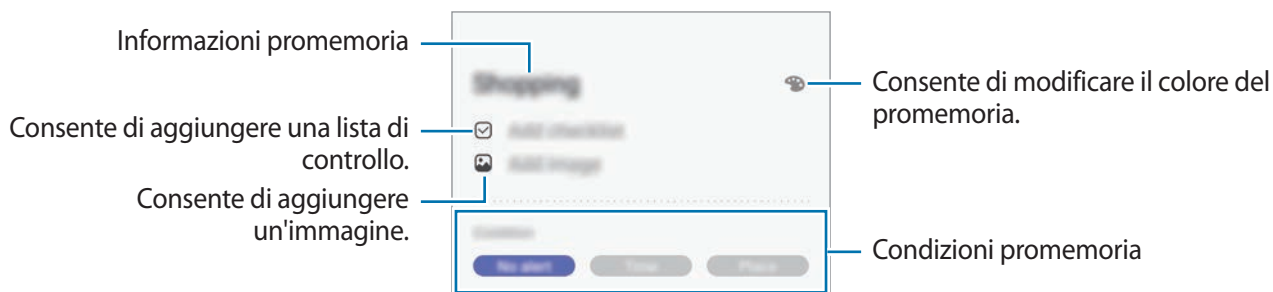 Informazioni promemoria
Shopping
Consente di modificare il colore del
promemoria.
Consente di aggiungere una lista di
controllo.
Add checklist
Add image
Consente di aggiungere
un'immagine.
No alert
Time
Place
Condizioni promemoria